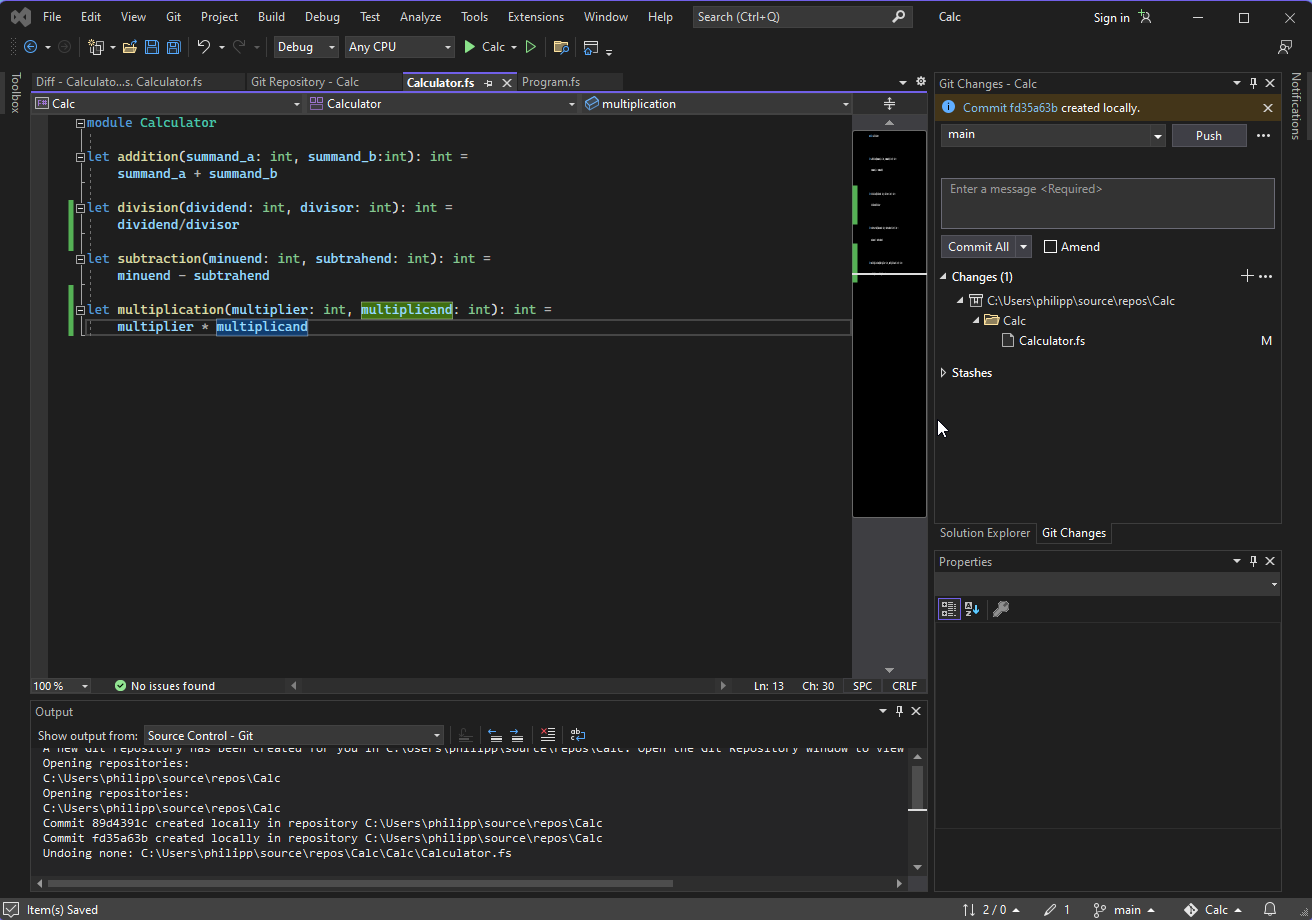 File Edit View Git Project Build Debug Test Analyze Tools Extensions Window Help Search (Ctrl+Q) Calc Sign in
Debug Any CPU Calc
Toolbox
Diff - Calculato...s. Calculator.fs Git Repository - Calc Calculator.fs Program.fs
F# Calc Calculator multiplication
module Calculator
let addition(summand_a: int, summand_b:int): int =
summand_a + summand_b
let division(dividend: int, divisor: int): int =
dividend/divisor
let subtraction(minuend: int, subtrahend: int): int =
minuend - subtrahend
let multiplication(multiplier: int, multiplicand: int): int =
multiplier * multiplicand
100 % No issues found Ln: 13 Ch: 30 SPC CRLF
Output
Show output from: Source Control - Git
A new Git repository has been created for you in C:\Users\philipp\source\repos\Calc. Open the Git Repository Window to view
Opening repositories:
C:\Users\philipp\source\repos\Calc
Opening repositories:
C:\Users\philipp\source\repos\Calc
Commit 89d4391c created locally in repository C:\Users\philipp\source\repos\Calc
Commit fd35a63b created locally in repository C:\Users\philipp\source\repos\Calc
Undoing none: C:\Users\philipp\source\repos\Calc\Calc\Calculator.fs
Git Changes - Calc
Commit fd35a63b created locally.
main Push
Enter a message <Required>
Commit All Amend
Changes (1)
C:\Users\philipp\source\repos\Calc
Calc
Calculator.fs M
Stashes
Solution Explorer Git Changes
Properties
Notifications
Item(s) Saved 2 / 0 1 main Calc